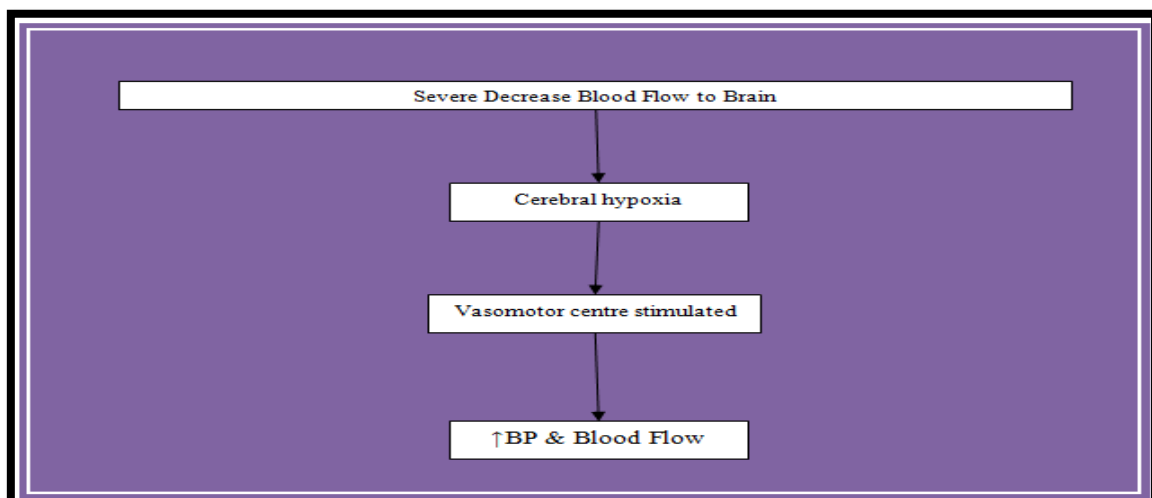 Severe Decrease Blood Flow to Brain
Cerebral hypoxia
Vasomotor centre stimulated
↑BP & Blood Flow